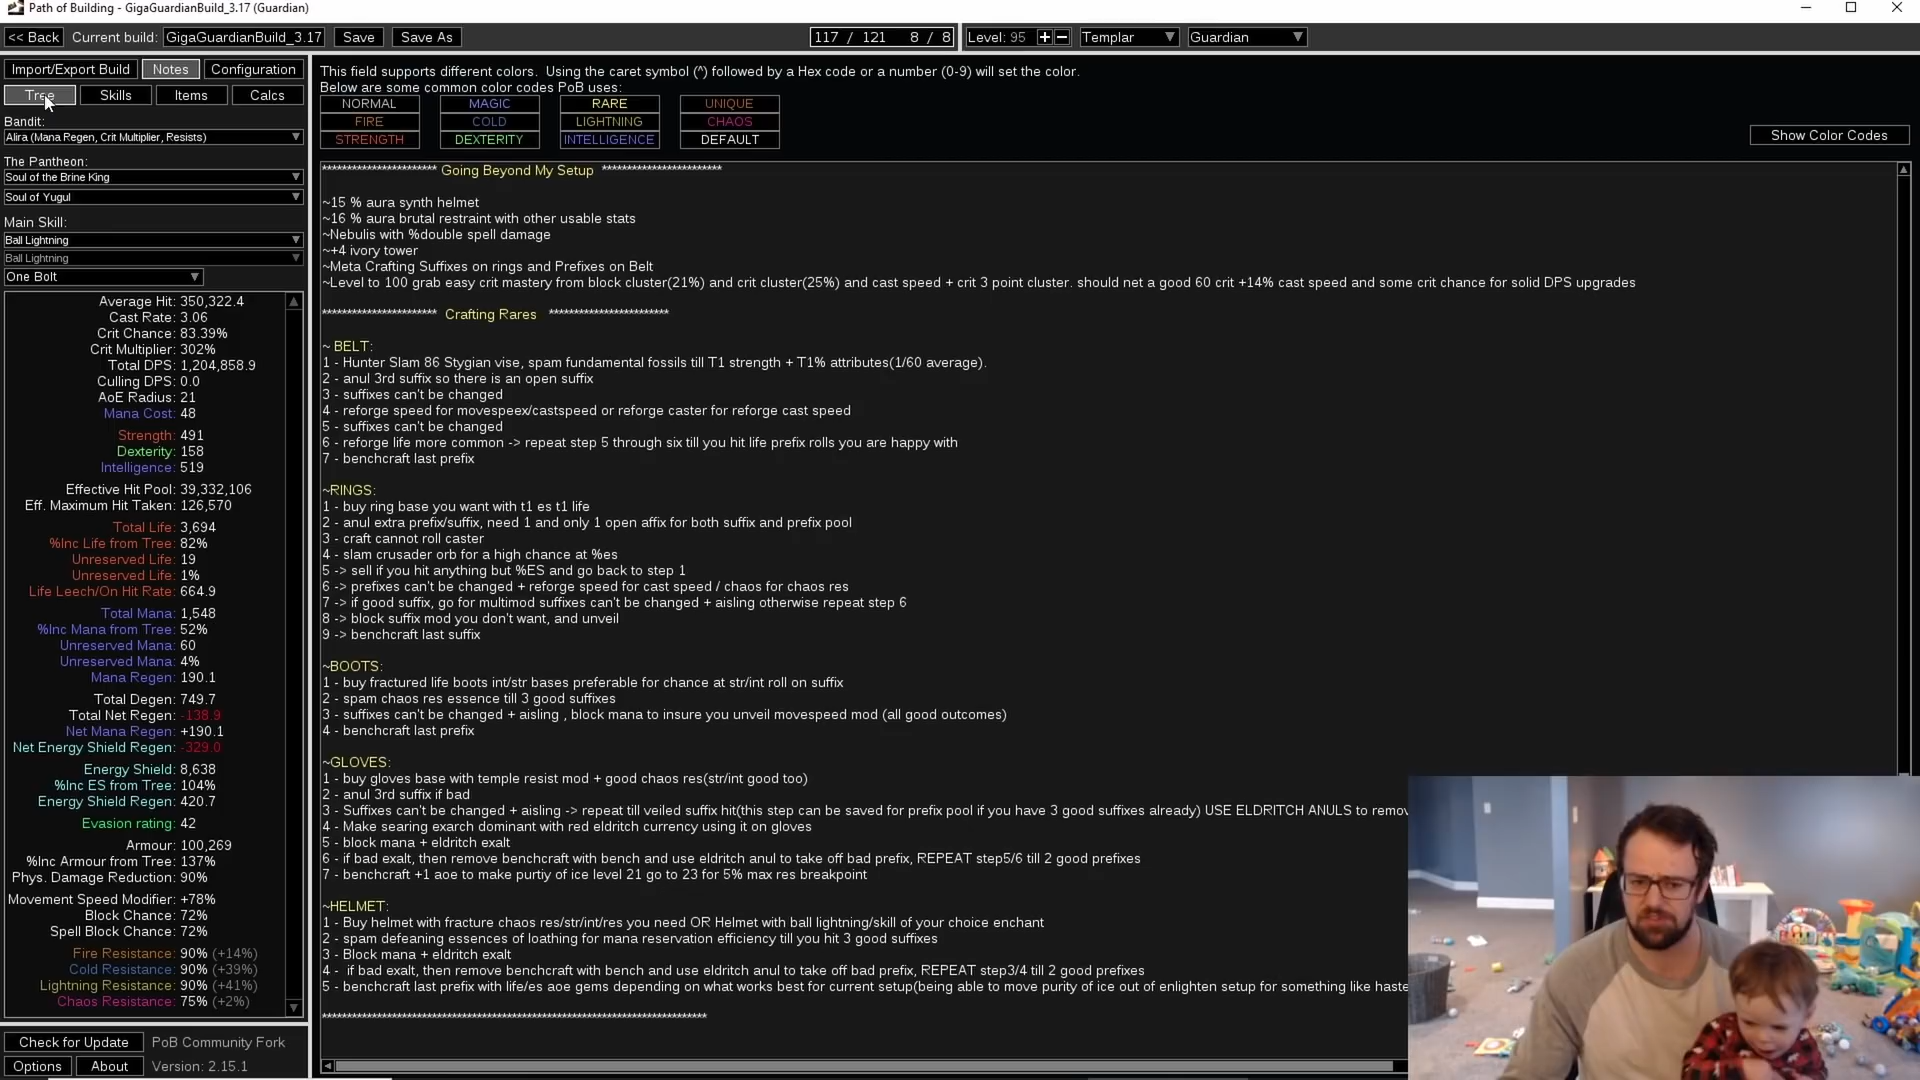 Path of Building - GigaGuardianBuild_3.17 (Guardian)
<< Back
Current build: GigaGuardianBuild_3.17
Save
Save As
117 / 121 8 / 8
Level: 95
+
-
Templar
Guardian
Import/Export Build
Notes
Configuration
Tree
Skills
Items
Calcs
Bandit:
Alira (Mana Regen, Crit Multiplier, Resists)
The Pantheon:
Soul of the Brine King
Soul of Yugul
Main Skill:
Ball Lightning
Ball Lightning
One Bolt
Average Hit: 350,322.4
Cast Rate: 3.06
Crit Chance: 83.39%
Crit Multiplier: 302%
Total DPS: 1,204,858.9
Culling DPS: 0.0
AoE Radius: 21
Mana Cost: 48
Strength: 491
Dexterity: 158
Intelligence: 519
Effective Hit Pool: 39,332,106
Eff. Maximum Hit Taken: 126,570
Total Life: 3,694
%Inc Life from Tree: 82%
Unreserved Life: 19
Unreserved Life: 1%
Life Leech/On Hit Rate: 664.9
Total Mana: 1,548
%Inc Mana from Tree: 52%
Unreserved Mana: 60
Unreserved Mana: 4%
Mana Regen: 190.1
Total Degen: 749.7
Total Net Regen: -138.9
Net Mana Regen: +190.1
Net Energy Shield Regen: -329.0
Energy Shield: 8,638
%Inc ES from Tree: 104%
Energy Shield Regen: 420.7
Evasion rating: 42
Armour: 100,269
%Inc Armour from Tree: 137%
Phys. Damage Reduction: 90%
Movement Speed Modifier: +78%
Block Chance: 72%
Spell Block Chance: 72%
Fire Resistance: 90% (+14%)
Cold Resistance: 90% (+39%)
Lightning Resistance: 90% (+41%)
Chaos Resistance: 75% (+2%)
Check for Update
PoB Community Fork
Options
About
Version: 2.15.1
This field supports different colors. Using the caret symbol (^) followed by a Hex code or a number (0-9) will set the color.
Below are some common color codes PoB uses:
NORMAL
MAGIC
RARE
UNIQUE
FIRE
COLD
LIGHTNING
CHAOS
STRENGTH
DEXTERITY
INTELLIGENCE
DEFAULT
Show Color Codes
*********************** Going Beyond My Setup ************************
~15 % aura synth helmet
~16 % aura brutal restraint with other usable stats
~Nebulis with %double spell damage
~+4 ivory tower
~Meta Crafting Suffixes on rings and Prefixes on Belt
~Level to 100 grab easy crit mastery from block cluster(21%) and crit cluster(25%) and cast speed + crit 3 point cluster. should net a good 60 crit +14% cast speed and some crit chance for solid DPS upgrades
*********************** Crafting Rares ************************
~ BELT:
1 - Hunter Slam 86 Stygian vise, spam fundamental fossils till T1 strength + T1% attributes(1/60 average).
2 - anul 3rd suffix so there is an open suffix
3 - suffixes can't be changed
4 - reforge speed for movespeex/castspeed or reforge caster for reforge cast speed
5 - suffixes can't be changed
6 - reforge life more common -> repeat step 5 through six till you hit life prefix rolls you are happy with
7 - benchcraft last prefix
~RINGS:
1 - buy ring base you want with t1 es t1 life
2 - anul extra prefix/suffix, need 1 and only 1 open affix for both suffix and prefix pool
3 - craft cannot roll caster
4 - slam crusader orb for a high chance at %es
5 -> sell if you hit anything but %ES and go back to step 1
6 -> prefixes can't be changed + reforge speed for cast speed / chaos for chaos res
7 -> if good suffix, go for multimod suffixes can't be changed + aisling otherwise repeat step 6
8 -> block suffix mod you don't want, and unveil
9 -> benchcraft last suffix
~BOOTS:
1 - buy fractured life boots int/str bases preferable for chance at str/int roll on suffix
2 - spam chaos res essence till 3 good suffixes
3 - suffixes can't be changed + aisling , block mana to insure you unveil movespeed mod (all good outcomes)
4 - benchcraft last prefix
~GLOVES:
1 - buy gloves base with temple resist mod + good chaos res(str/int good too)
2 - anul 3rd suffix if bad
3 - Suffixes can't be changed + aisling -> repeat till veiled suffix hit(this step can be saved for prefix pool if you have 3 good suffixes already) USE ELDRITCH ANULS to remov
4 - Make searing exarch dominant with red eldritch currency using it on gloves
5 - block mana + eldritch exalt
6 - if bad exalt, then remove benchcraft with bench and use eldritch anul to take off bad prefix, REPEAT step5/6 till 2 good prefixes
7 - benchcraft +1 aoe to make purtiy of ice level 21 go to 23 for 5% max res breakpoint
~HELMET:
1 - Buy helmet with fracture chaos res/str/int/res you need OR Helmet with ball lightning/skill of your choice enchant
2 - spam defeaning essences of loathing for mana reservation efficiency till you hit 3 good suffixes
3 - Block mana + eldritch exalt
4 - if bad exalt, then remove benchcraft with bench and use eldritch anul to take off bad prefix, REPEAT step3/4 till 2 good prefixes
5 - benchcraft last prefix with life/es aoe gems depending on what works best for current setup(being able to move purity of ice out of enlighten setup for something like haste
*****************************************************************************